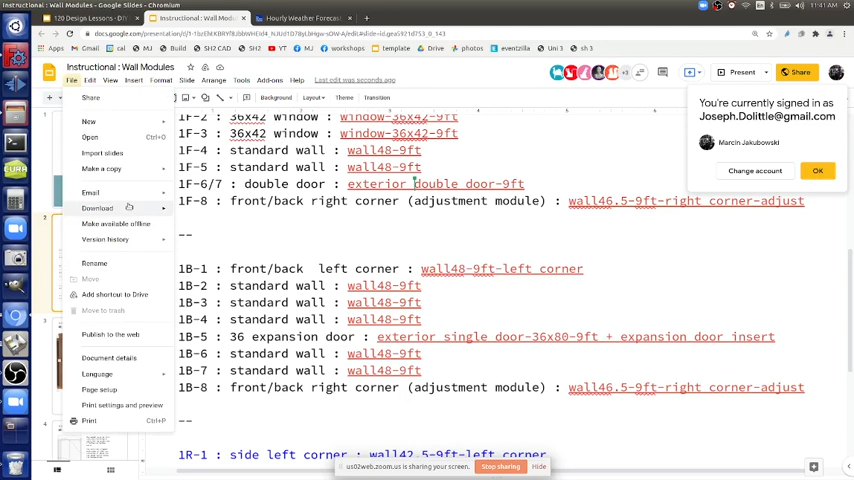 Instructional : Wall Modules - Google Slides - Chromium
11:41 AM
120 Design Lessons - DIY
Instructional: Wall Modules
Hourly Weather Forecast
Gmail
cal
MJ
Build
SH2 CAD
MJ
workshops
template
Drive
Photos
eventzilla
Uni
sh 3
Instructional : Wall Modules
File Edit View Insert Format Slide Arrange Tools Add-ons Help Last edit was seconds ago
+3
Present
Share
Background Layout Theme Transition
Share
New
Open Ctrl+O
Import slides
Make a copy
Email
Download
Make available offline
Version history
Rename
Move
Add shortcut to Drive
Move to trash
Publish to the web
Document details
Language
Page setup
Print settings and preview
Print Ctrl+P
1F-2 : 36x42 window : window-36x42-9ft
1F-3 : 36x42 window : window-36x42-9ft
1F-4 : standard wall : wall48-9ft
1F-5 : standard wall : wall48-9ft
1F-6/7 : double door : exterior double door-9ft
1F-8 : front/back right corner (adjustment module) : wall46.5-9ft-right corner-adjust
--
1B-1 : front/back left corner : wall48-9ft-left corner
1B-2 : standard wall : wall48-9ft
1B-3 : standard wall : wall48-9ft
1B-4 : standard wall : wall48-9ft
1B-5 : 36 expansion door : exterior single door-36x80-9ft + expansion door insert
1B-6 : standard wall : wall48-9ft
1B-7 : standard wall : wall48-9ft
1B-8 : front/back right corner (adjustment module) : wall46.5-9ft-right corner-adjust
1R-1 : side left corner : wall42.5-9ft-left corner
You're currently signed in as
Joseph.Dolittle@gmail.com
Marcin Jakubowski
Change account
OK
us02web.zoom.us is sharing your screen.
Stop sharing
Hide